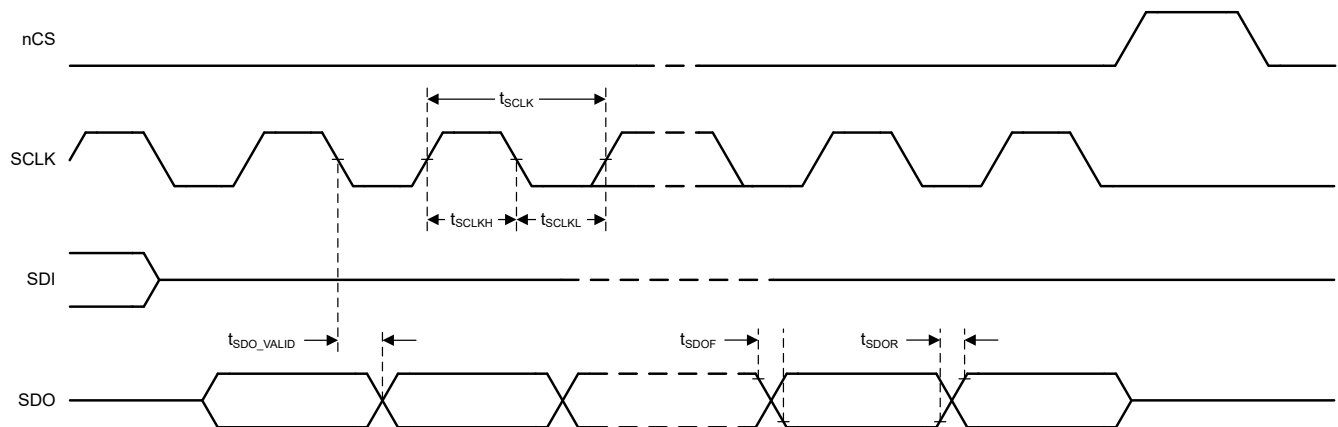 nCS
tSCLK
SCLK
tSCLKH
tSCLKL
SDI
tSDO_VALID
tSDOF
tSDOR
SDO